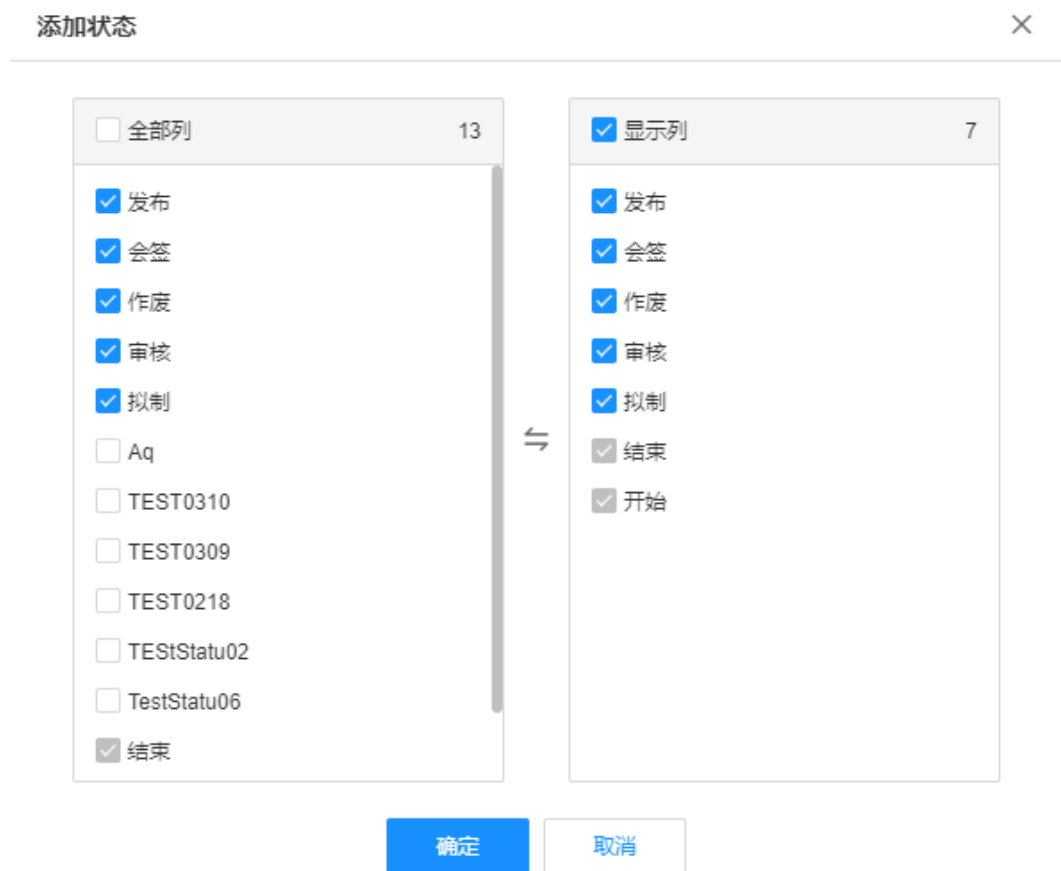 添加状态
全部列 13
发布
会签
作废
审核
拟制
Aq
TEST0310
TEST0309
TEST0218
TEStStatu02
TestStatu06
结束
显示列 7
发布
会签
作废
审核
拟制
结束
开始
确定 取消